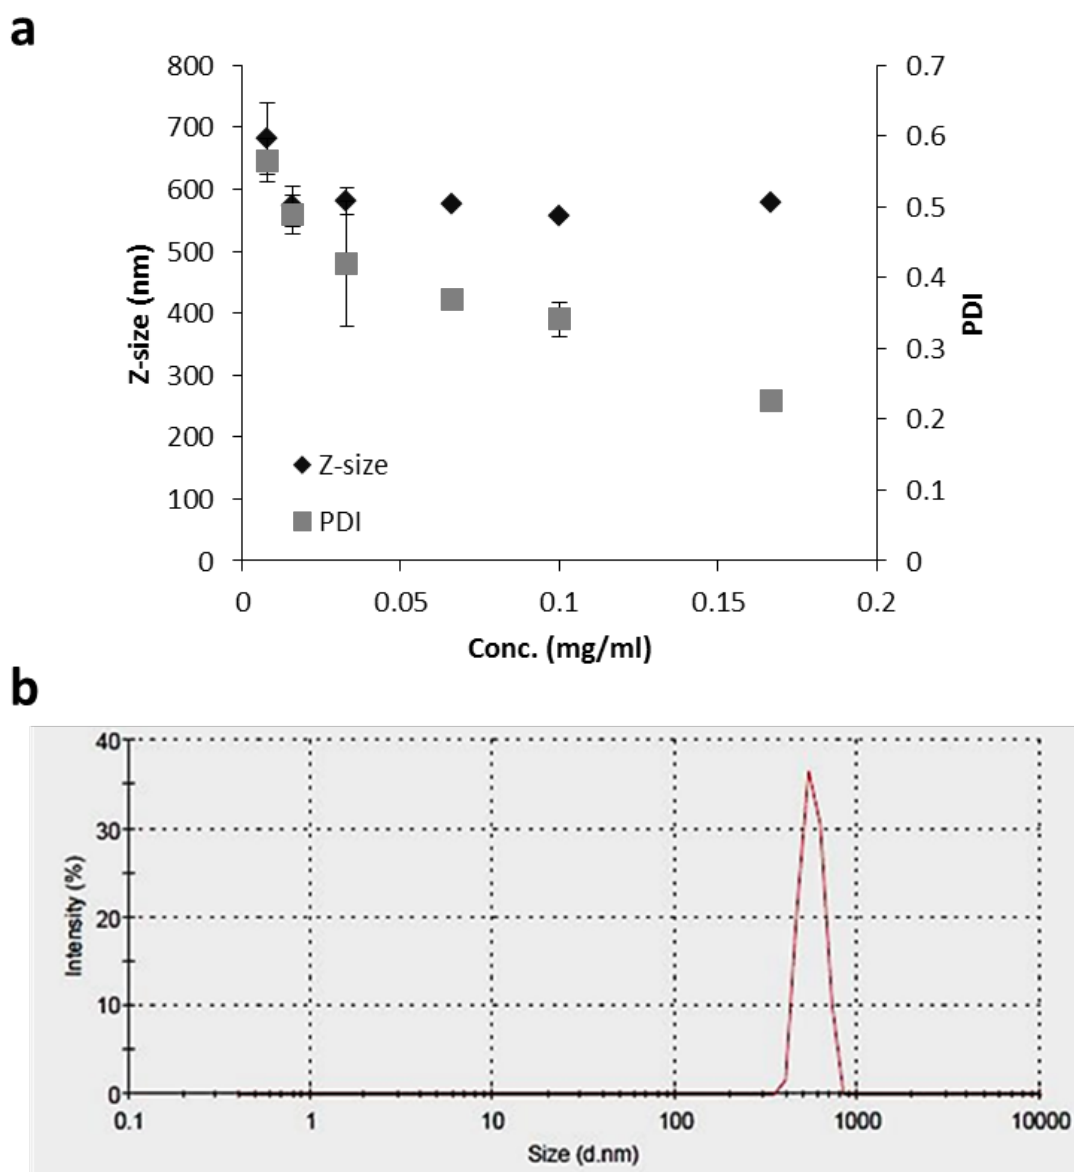 a
800
700
600
500
400
300
200
100
0
Z-size (nm)
0.7
0.6
0.5
0.4
0.3
0.2
0.1
0
PDI
Z-size
PDI
0 0.05 0.1 0.15 0.2
Conc. (mg/ml)
b
40
30
20
10
0
Intensity (%)
0.1 1 10 100 1000 10000
Size (d.nm)